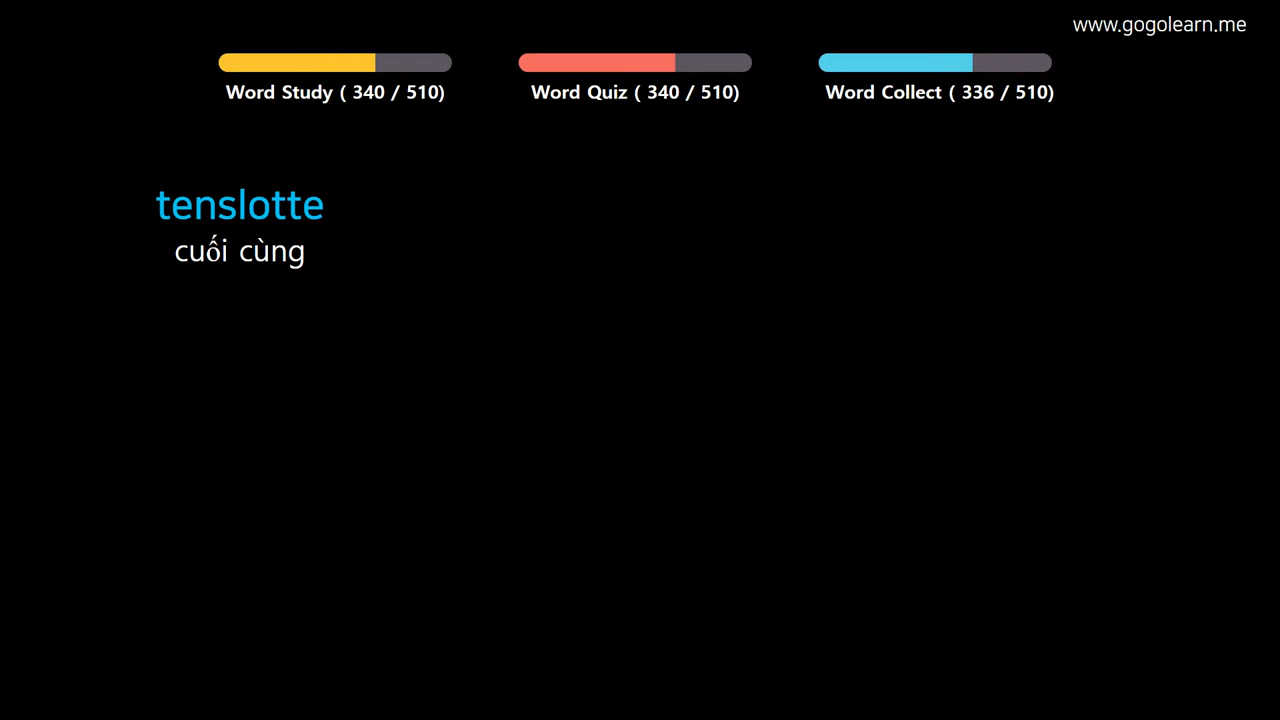 www.gogolearn.me
Word Study ( 340 / 510)
Word Quiz ( 340 / 510)
Word Collect ( 336 / 510)
tenslotte
cuối cùng